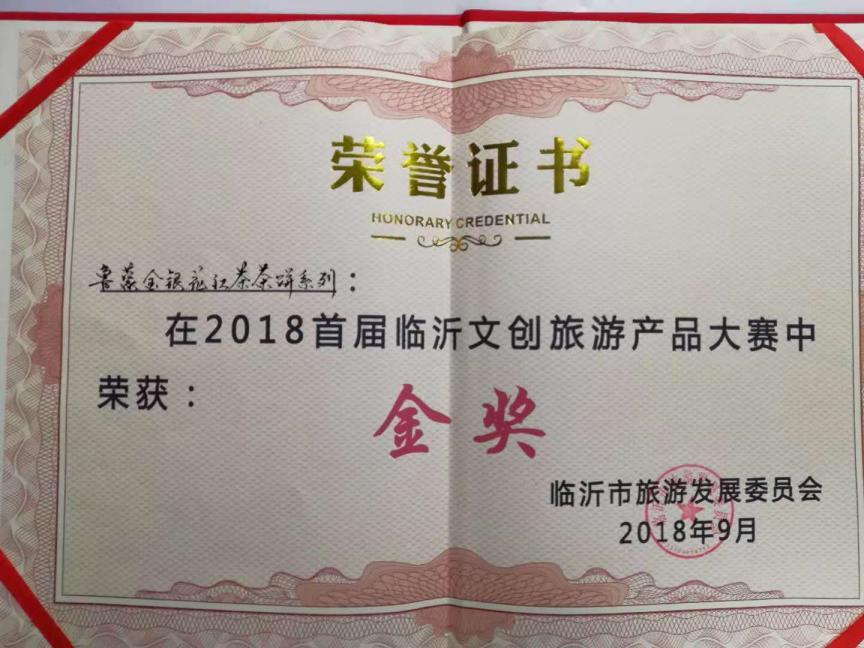 荣誉证书
HONORARY CREDENTIAL
鲁蒙金银花红茶茶饼系列：
在2018首届临沂文创旅游产品大赛中
荣获：
金奖
临沂市旅游发展委员会
2018年9月